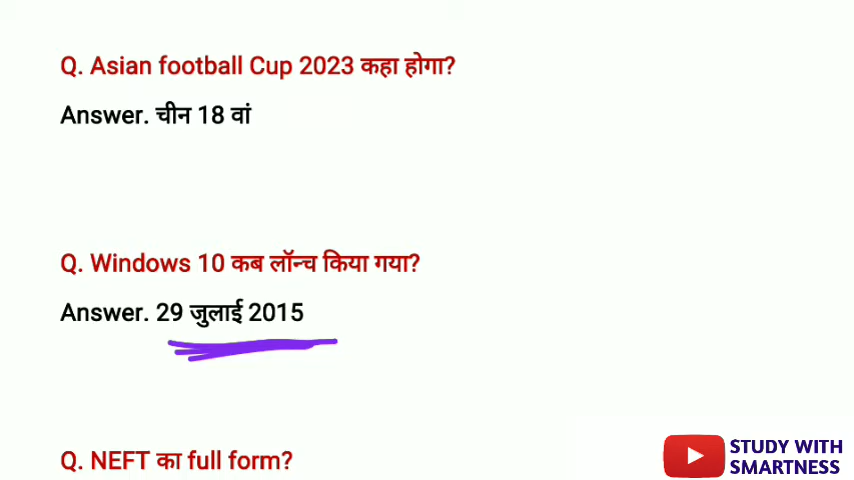 Q. Asian football Cup 2023 कहा होगा?
Answer. चीन 18 वां
Q. Windows 10 कब लॉन्च किया गया?
Answer. 29 जुलाई 2015
Q. NEFT का full form?
STUDY WITH
SMARTNESS